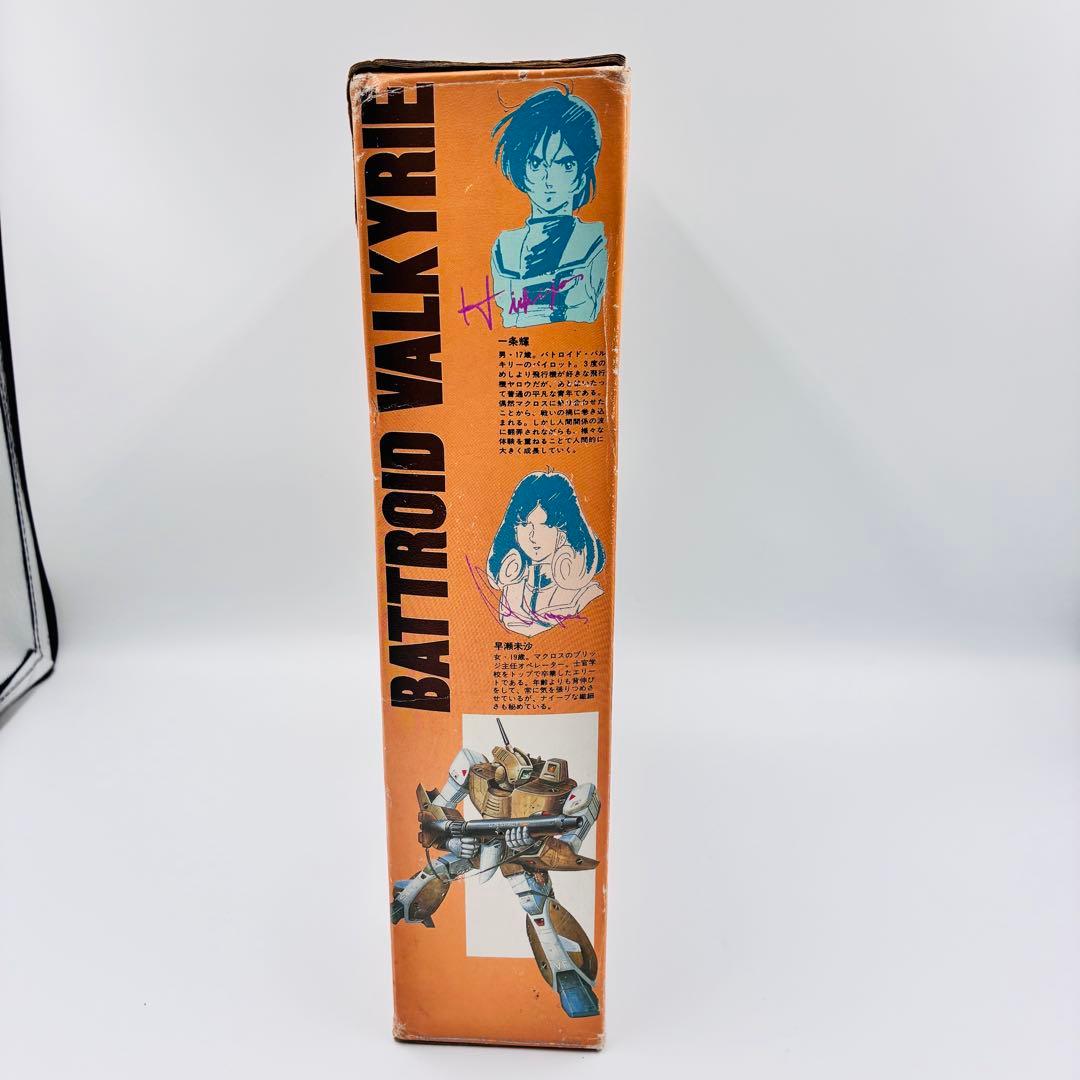 BATTROID VALKYRIE
一条輝
男・17歳。バトロイド・バル
キリーのパイロット。3度の
めしより飛行機が好きな飛行
機ヤロウだが、あとはいたっ
て普通の平凡な青年である。
偶然マクロスに乗り合わせた
ことから、戦いの禍に巻き込
まれる。しかし人間関係の波
に翻弄されながらも、様々な
体験を重ねることで人間的に
大きく成長していく。
早瀬未沙
女・19歳。マクロスのブリッ
ジ主任オペレーター。士官学
校をトップで卒業したエリー
トである。年齢よりも背伸び
をして、常に気を張りつめさ
せているが、ナイーブな繊細
さも秘めている。